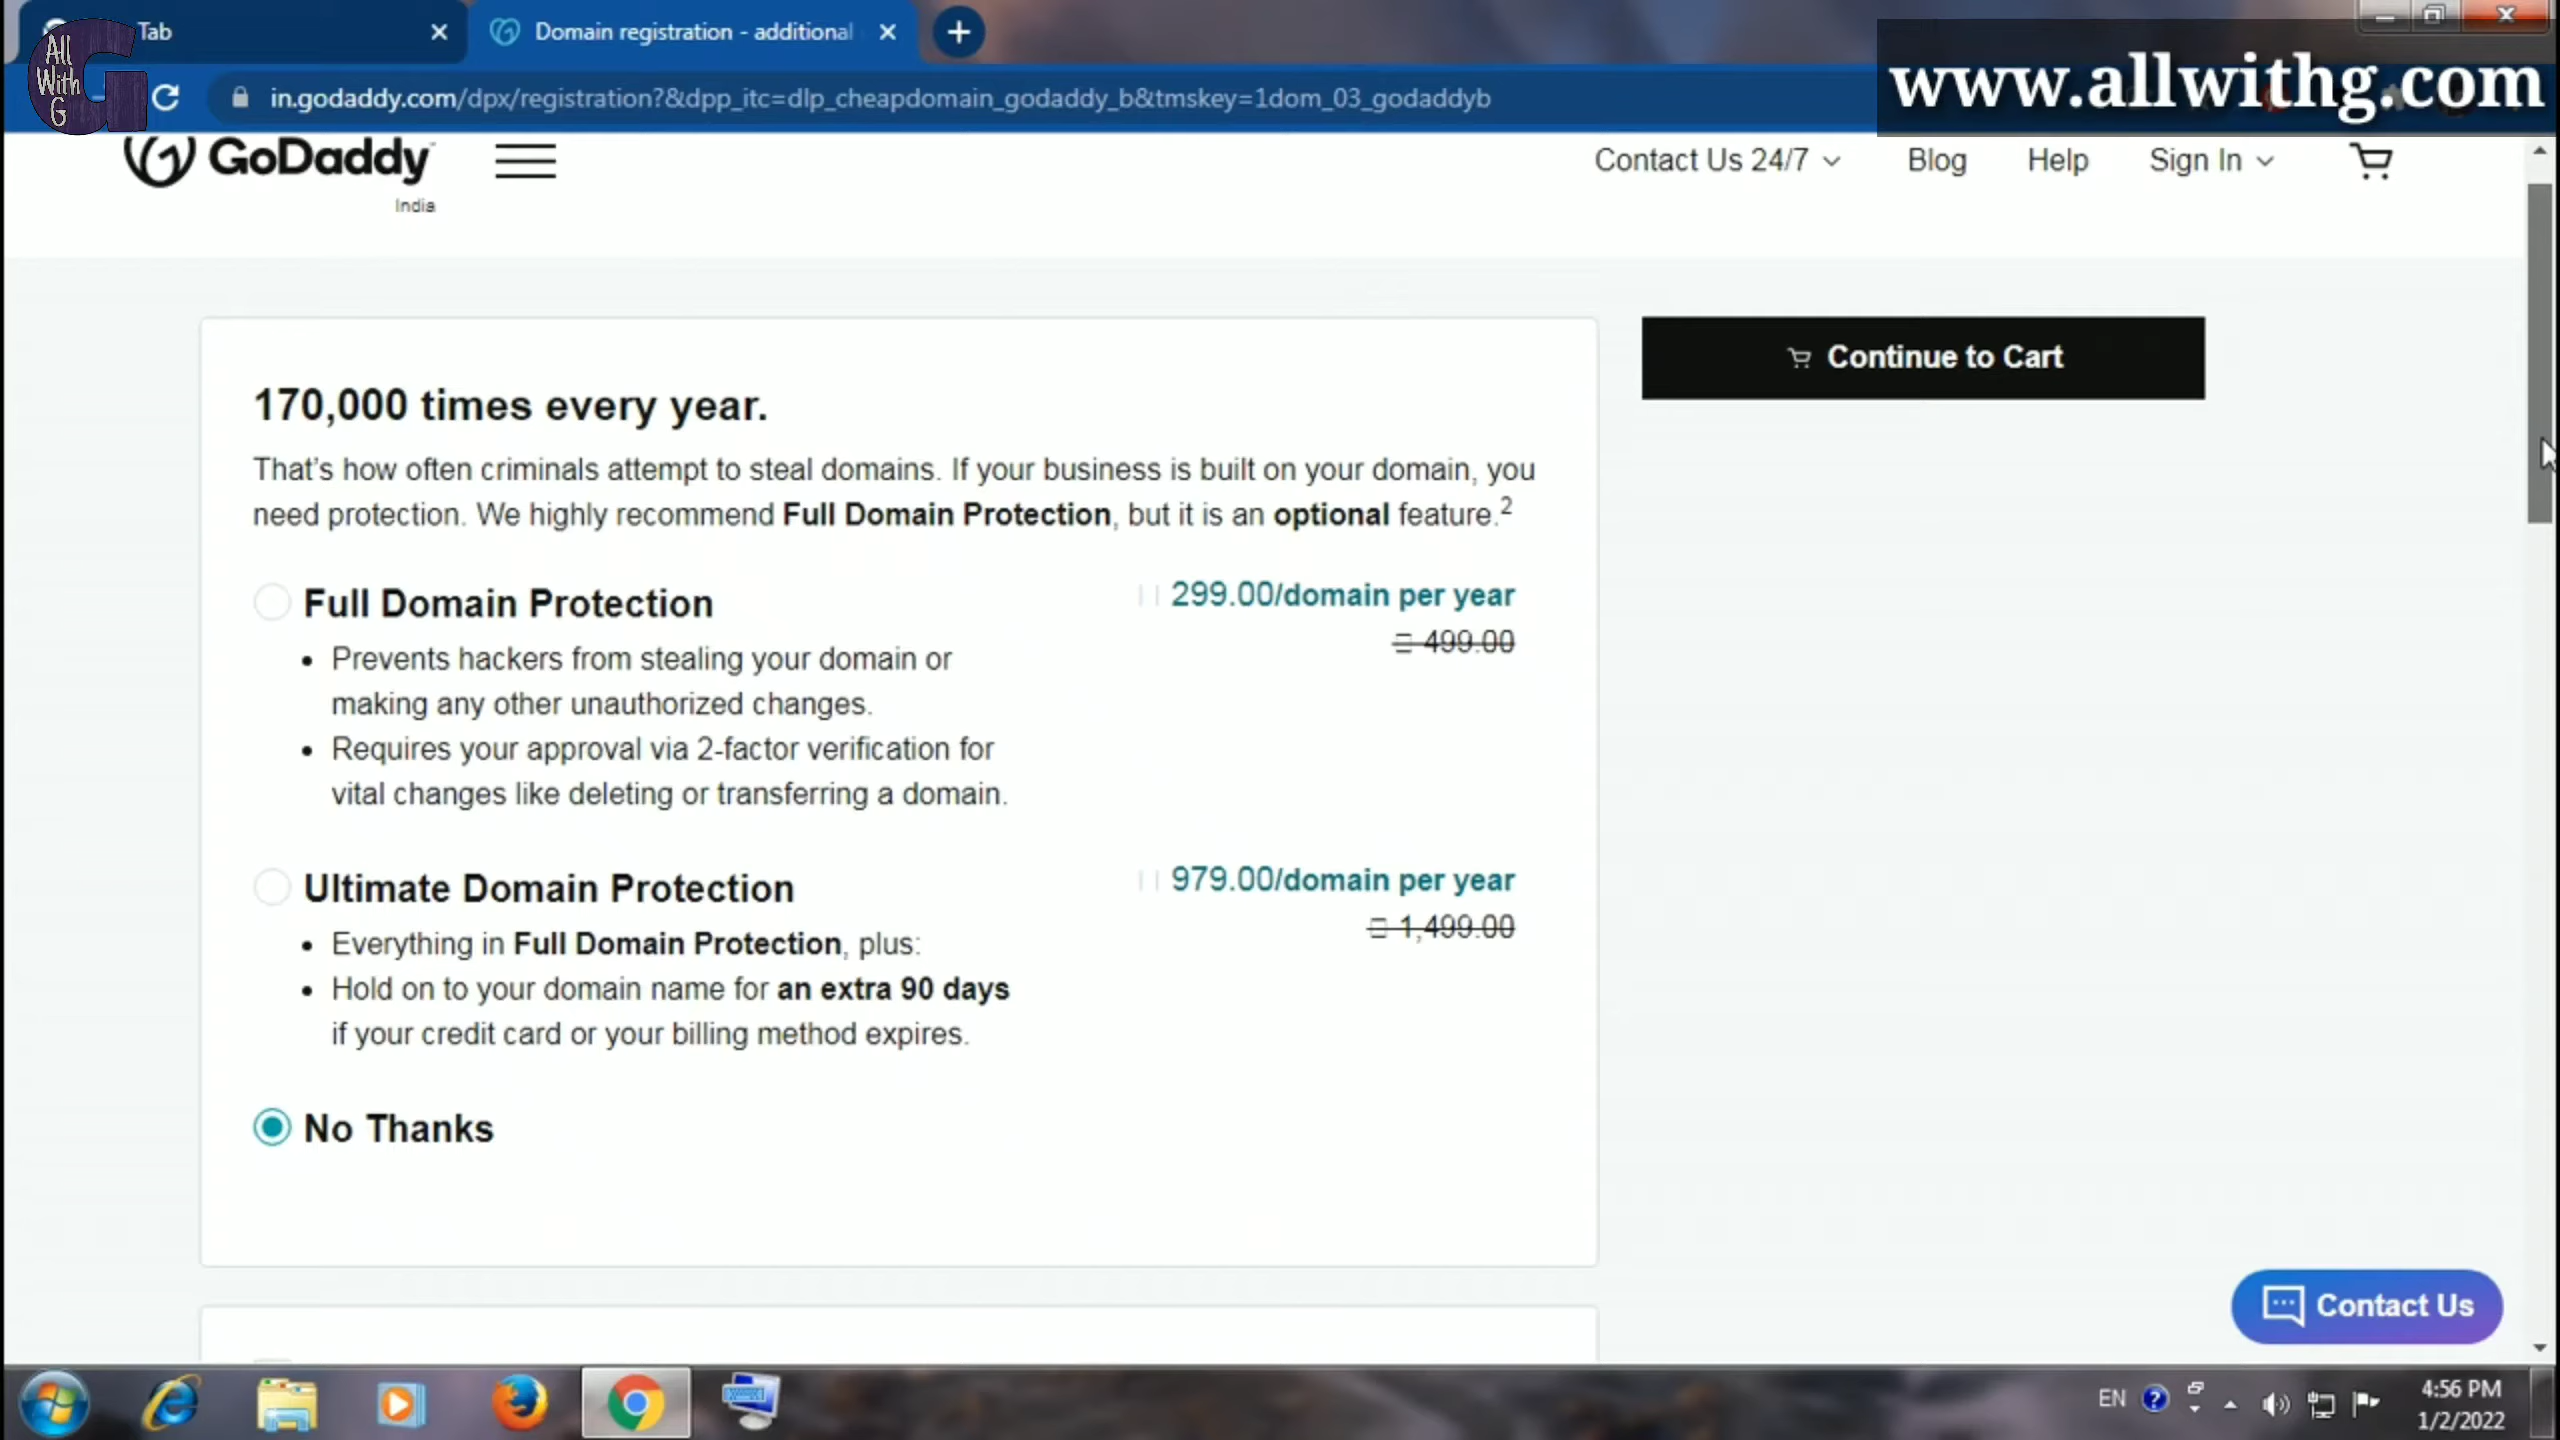 All
With
G
Tab
Domain registration - additional
www.allwithg.com
in.godaddy.com/dpx/registration?&dpp_itc=dlp_cheapdomain_godaddy_b&tmskey=1dom_03_godaddyb
GoDaddy
India
Contact Us 24/7
Blog
Help
Sign In
170,000 times every year.
That's how often criminals attempt to steal domains. If your business is built on your domain, you
need protection. We highly recommend Full Domain Protection, but it is an optional feature.2
Continue to Cart
Full Domain Protection
299.00/domain per year
499.00
Prevents hackers from stealing your domain or
making any other unauthorized changes.
Requires your approval via 2-factor verification for
vital changes like deleting or transferring a domain.
Ultimate Domain Protection
979.00/domain per year
1,499.00
Everything in Full Domain Protection, plus:
Hold on to your domain name for an extra 90 days
if your credit card or your billing method expires.
No Thanks
Contact Us
EN
4:56 PM
1/2/2022